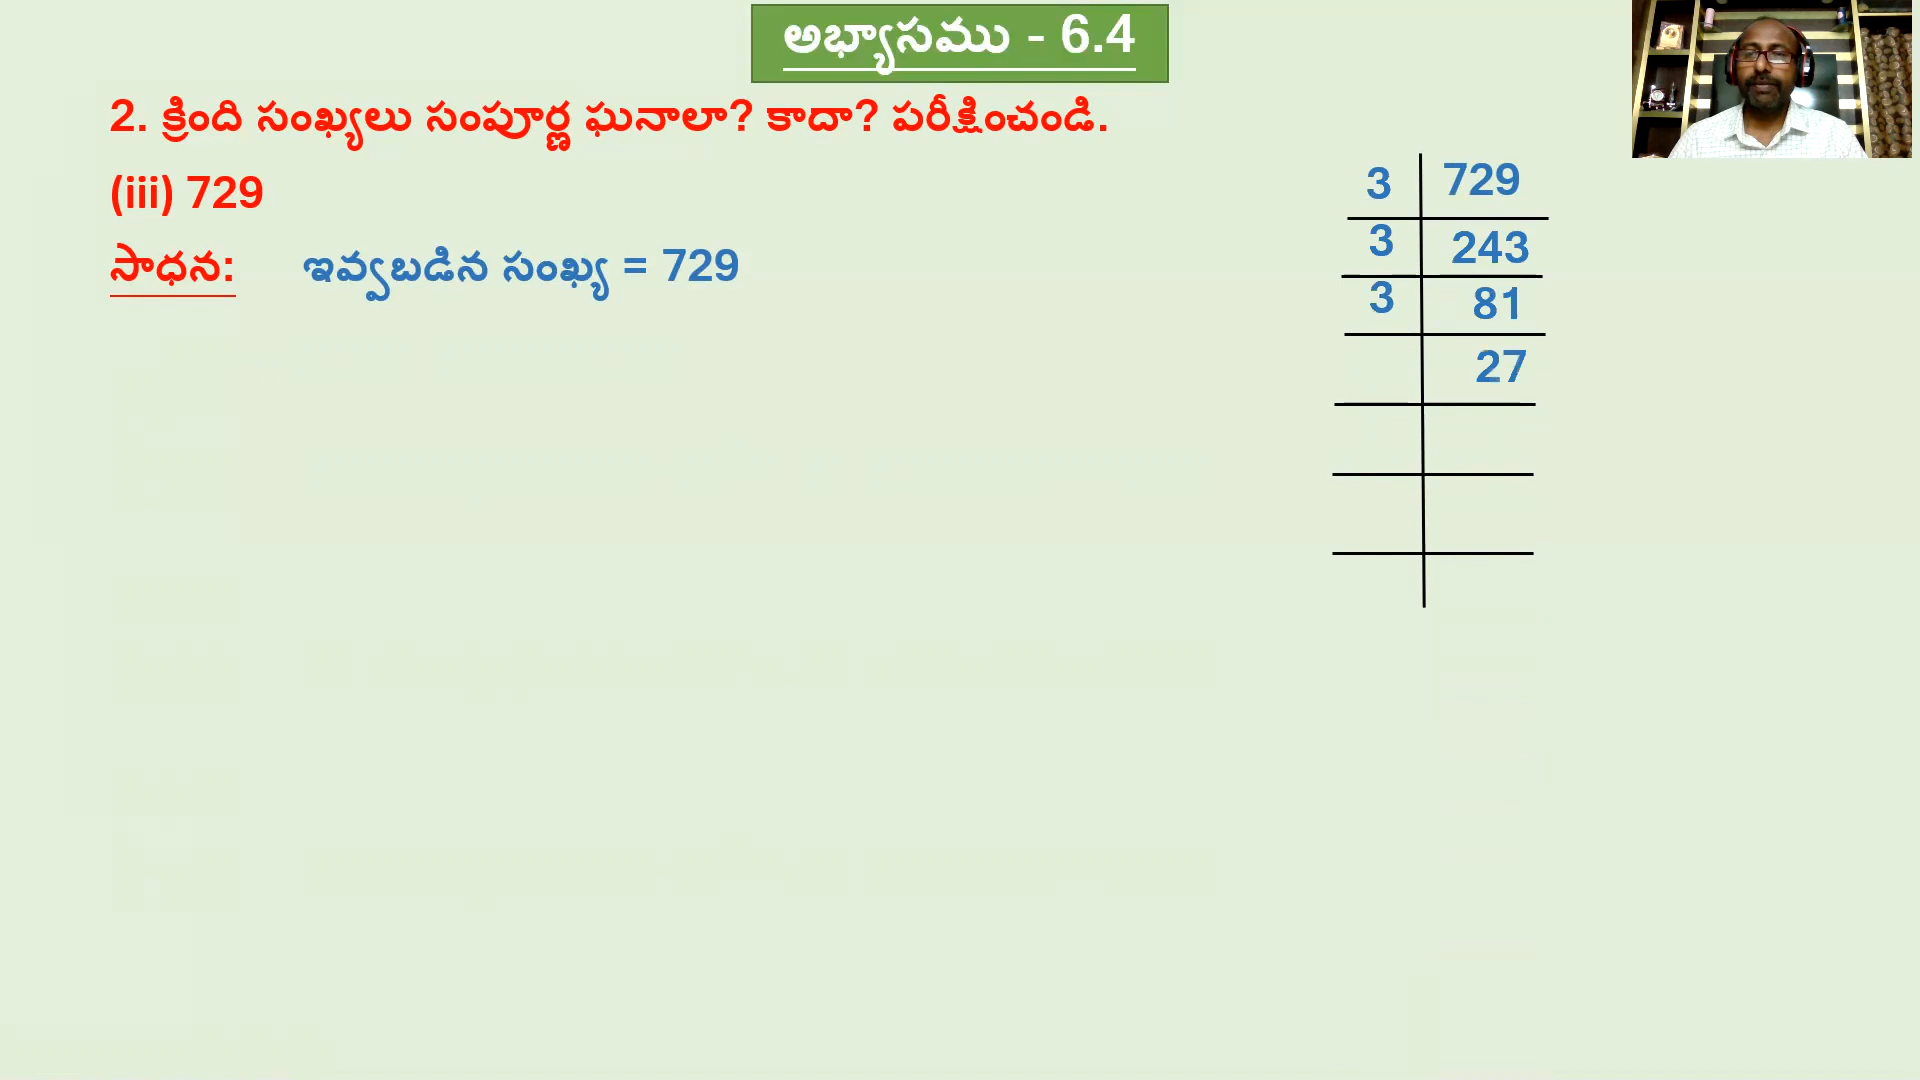 అభ్యాసము - 6.4
2. క్రింది సంఖ్యలు సంపూర్ణ ఘనాలా? కాదా? పరీక్షించండి.
(iii) 729
సాధన: ఇవ్వబడిన సంఖ్య = 729
3 729
3 243
3 81
27